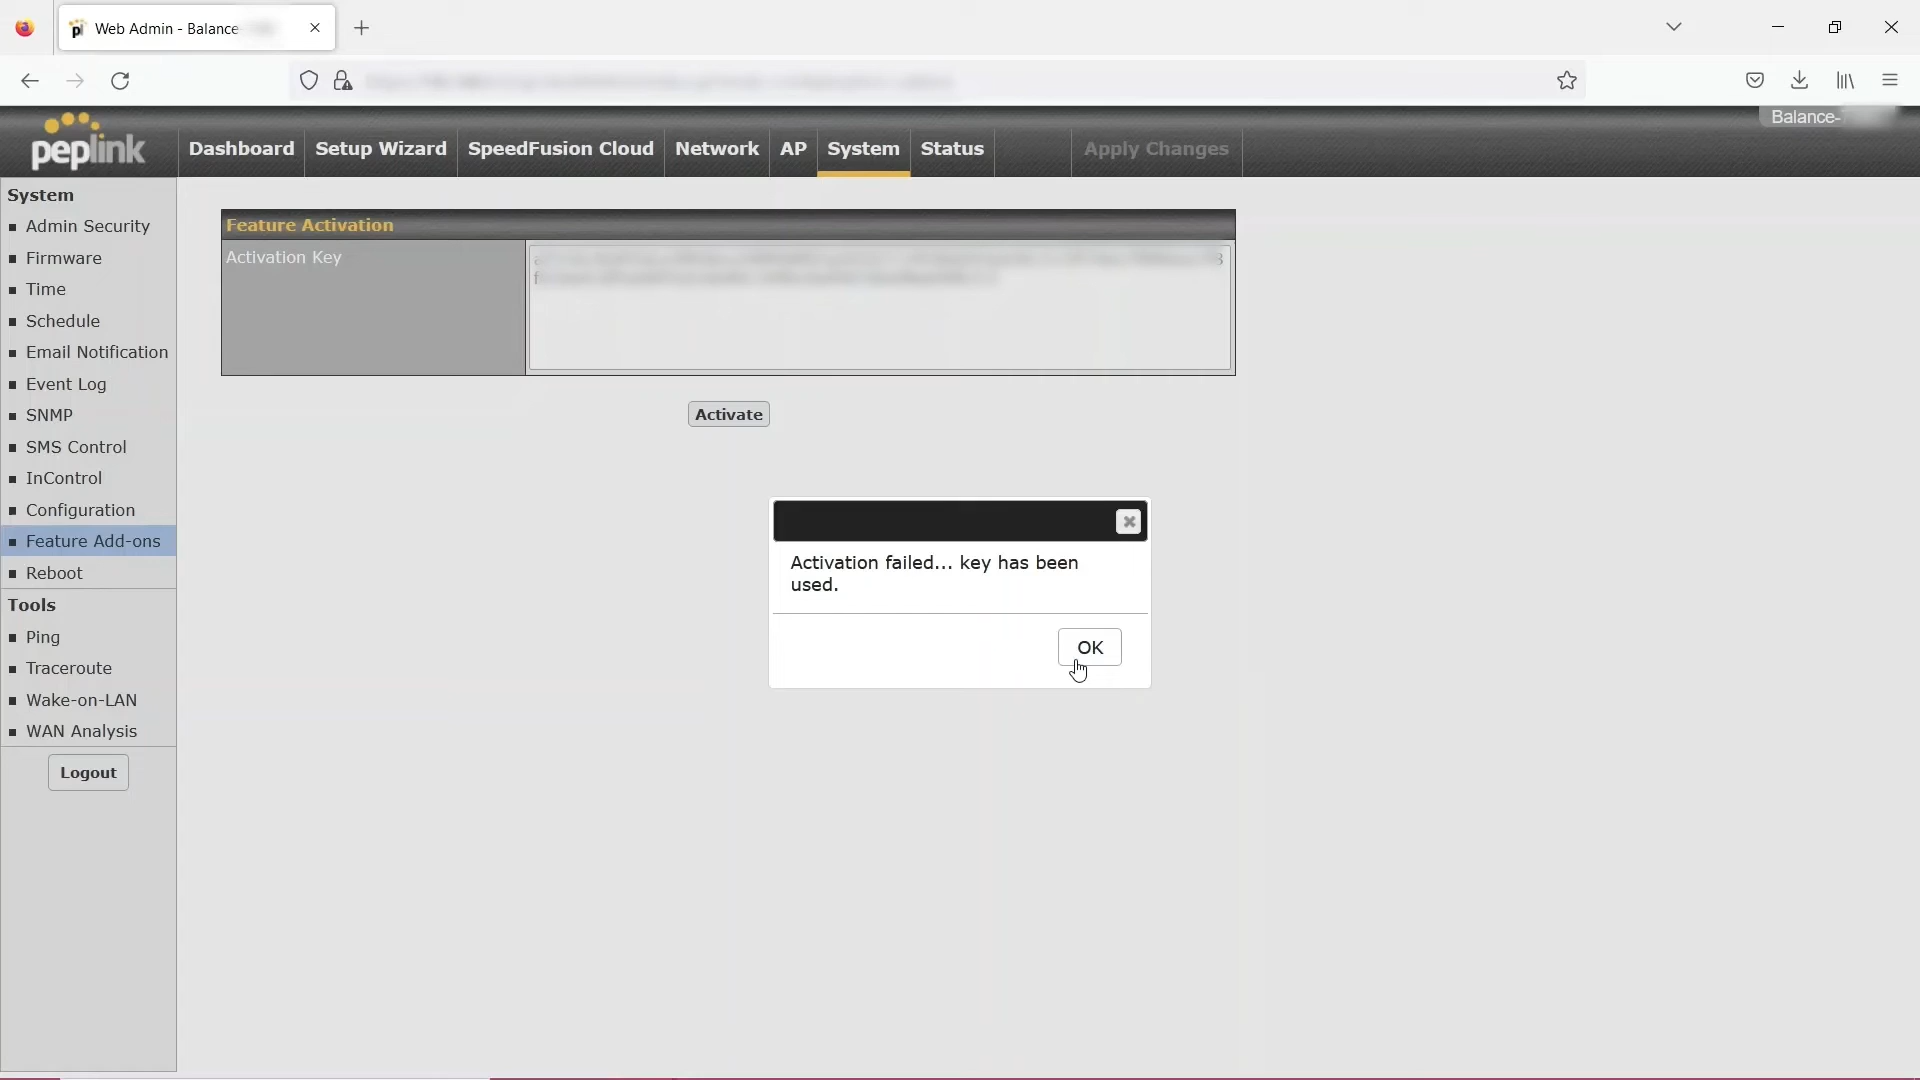 Web Admin - Balance
Balance-
peplink
Dashboard
Setup Wizard
SpeedFusion Cloud
Network
AP
System
Status
Apply Changes
System
Admin Security
Firmware
Time
Schedule
Email Notification
Event Log
SNMP
SMS Control
InControl
Configuration
Feature Add-ons
Reboot
Tools
Ping
Traceroute
Wake-on-LAN
WAN Analysis
Logout
Feature Activation
Activation Key
Activate
Activation failed... key has been
used.
OK